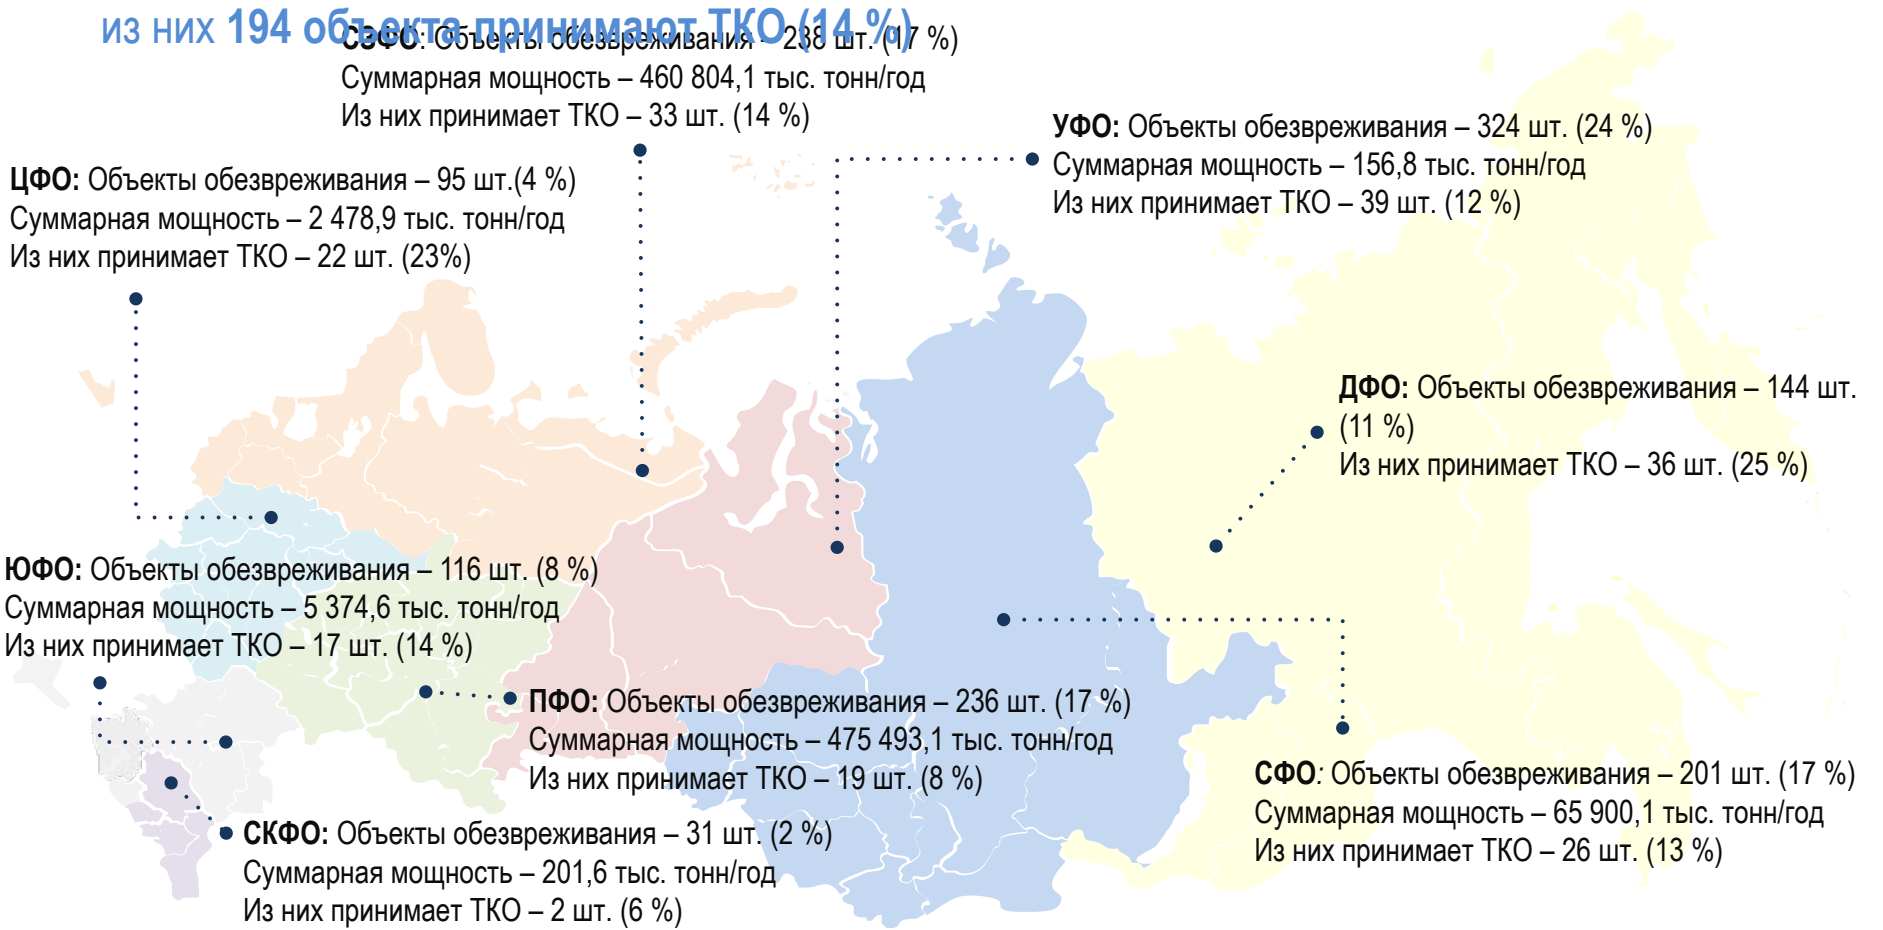 из них 194 объекта принимают ТКО (14 %)
СЗФО: Объекты обезвреживания – 238 шт. (17 %)
Суммарная мощность – 460 804,1 тыс. тонн/год
Из них принимает ТКО – 33 шт. (14 %)
УФО: Объекты обезвреживания – 324 шт. (24 %)
Суммарная мощность – 156,8 тыс. тонн/год
Из них принимает ТКО – 39 шт. (12 %)
ЦФО: Объекты обезвреживания – 95 шт.(4 %)
Суммарная мощность – 2 478,9 тыс. тонн/год
Из них принимает ТКО – 22 шт. (23%)
ДФО: Объекты обезвреживания – 144 шт.
(11 %)
Из них принимает ТКО – 36 шт. (25 %)
ЮФО: Объекты обезвреживания – 116 шт. (8 %)
Суммарная мощность – 5 374,6 тыс. тонн/год
Из них принимает ТКО – 17 шт. (14 %)
ПФО: Объекты обезвреживания – 236 шт. (17 %)
Суммарная мощность – 475 493,1 тыс. тонн/год
Из них принимает ТКО – 19 шт. (8 %)
СФО: Объекты обезвреживания – 201 шт. (17 %)
Суммарная мощность – 65 900,1 тыс. тонн/год
Из них принимает ТКО – 26 шт. (13 %)
СКФО: Объекты обезвреживания – 31 шт. (2 %)
Суммарная мощность – 201,6 тыс. тонн/год
Из них принимает ТКО – 2 шт. (6 %)